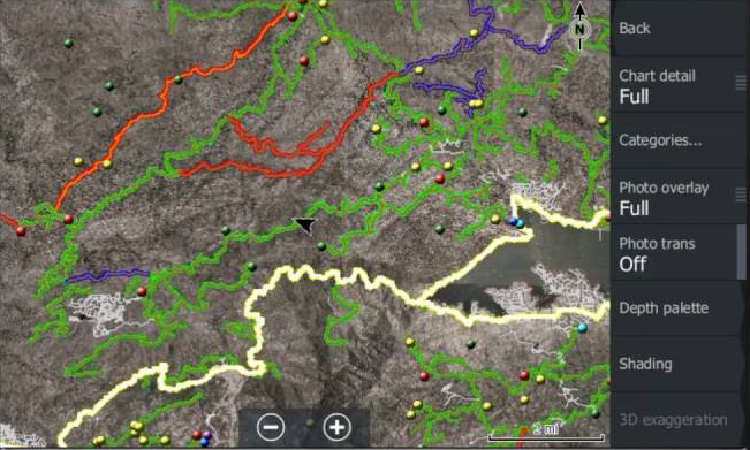 N
Back
Chart detail
Full
Categories...
Photo overlay
Full
Photo trans
Off
Depth palette
Shading
3D exaggeration
2 mi